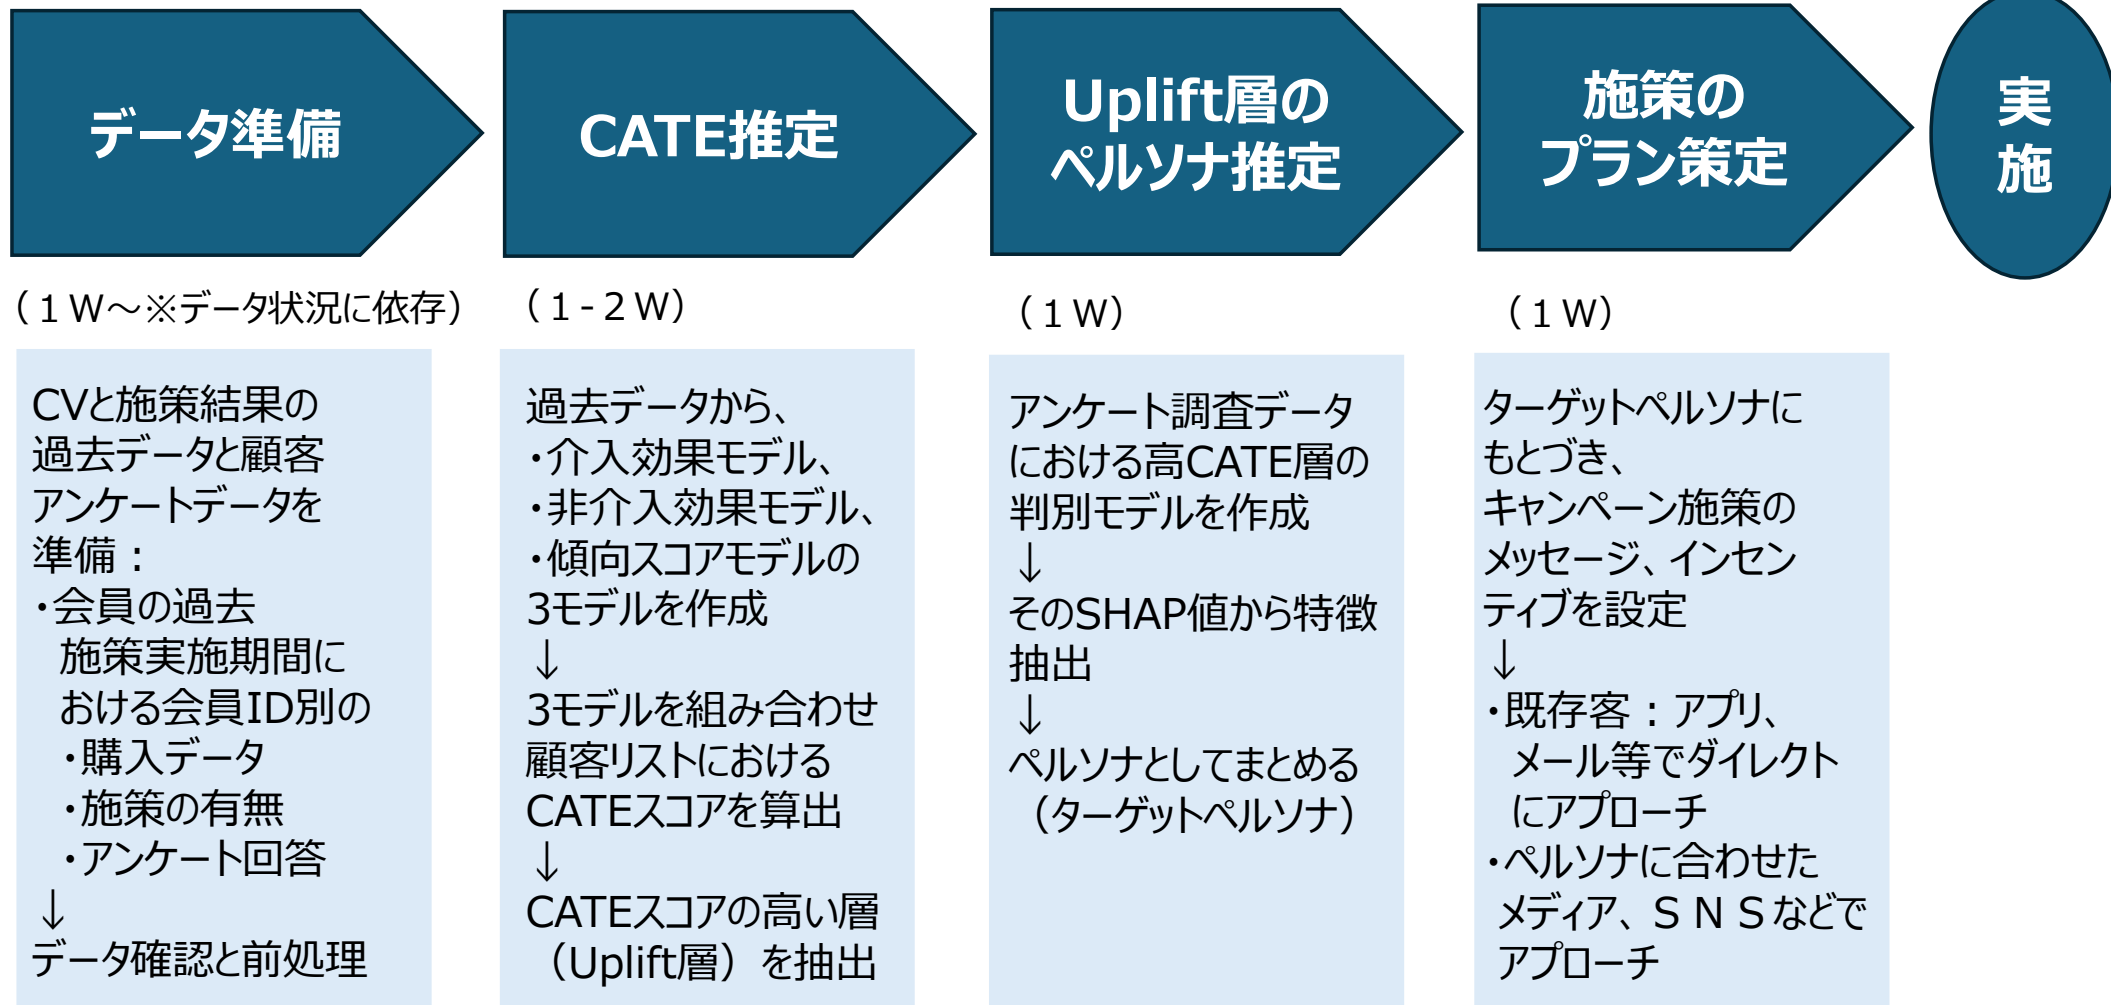 データ準備
CATE推定
Uplift層の
ペルソナ推定
施策の
プラン策定
実
施
（１W～※データ状況に依存）
（１-２W）
（１W）
（１W）
CVと施策結果の
過去データと顧客
アンケートデータを
準備：
・会員の過去
施策実施期間に
おける会員ID別の
・購入データ
・施策の有無
・アンケート回答
↓
データ確認と前処理
過去データから、
・介入効果モデル、
・非介入効果モデル、
・傾向スコアモデルの
3モデルを作成
↓
3モデルを組み合わせ
顧客リストにおける
CATEスコアを算出
↓
CATEスコアの高い層
（Uplift層）を抽出
アンケート調査データ
における高CATE層の
判別モデルを作成
↓
そのSHAP値から特徴
抽出
↓
ペルソナとしてまとめる
（ターゲットペルソナ）
ターゲットペルソナに
もとづき、
キャンペーン施策の
メッセージ、インセン
ティブを設定
↓
・既存客：アプリ、
メール等でダイレクト
にアプローチ
・ペルソナに合わせた
メディア、ＳＮＳなどで
アプローチ